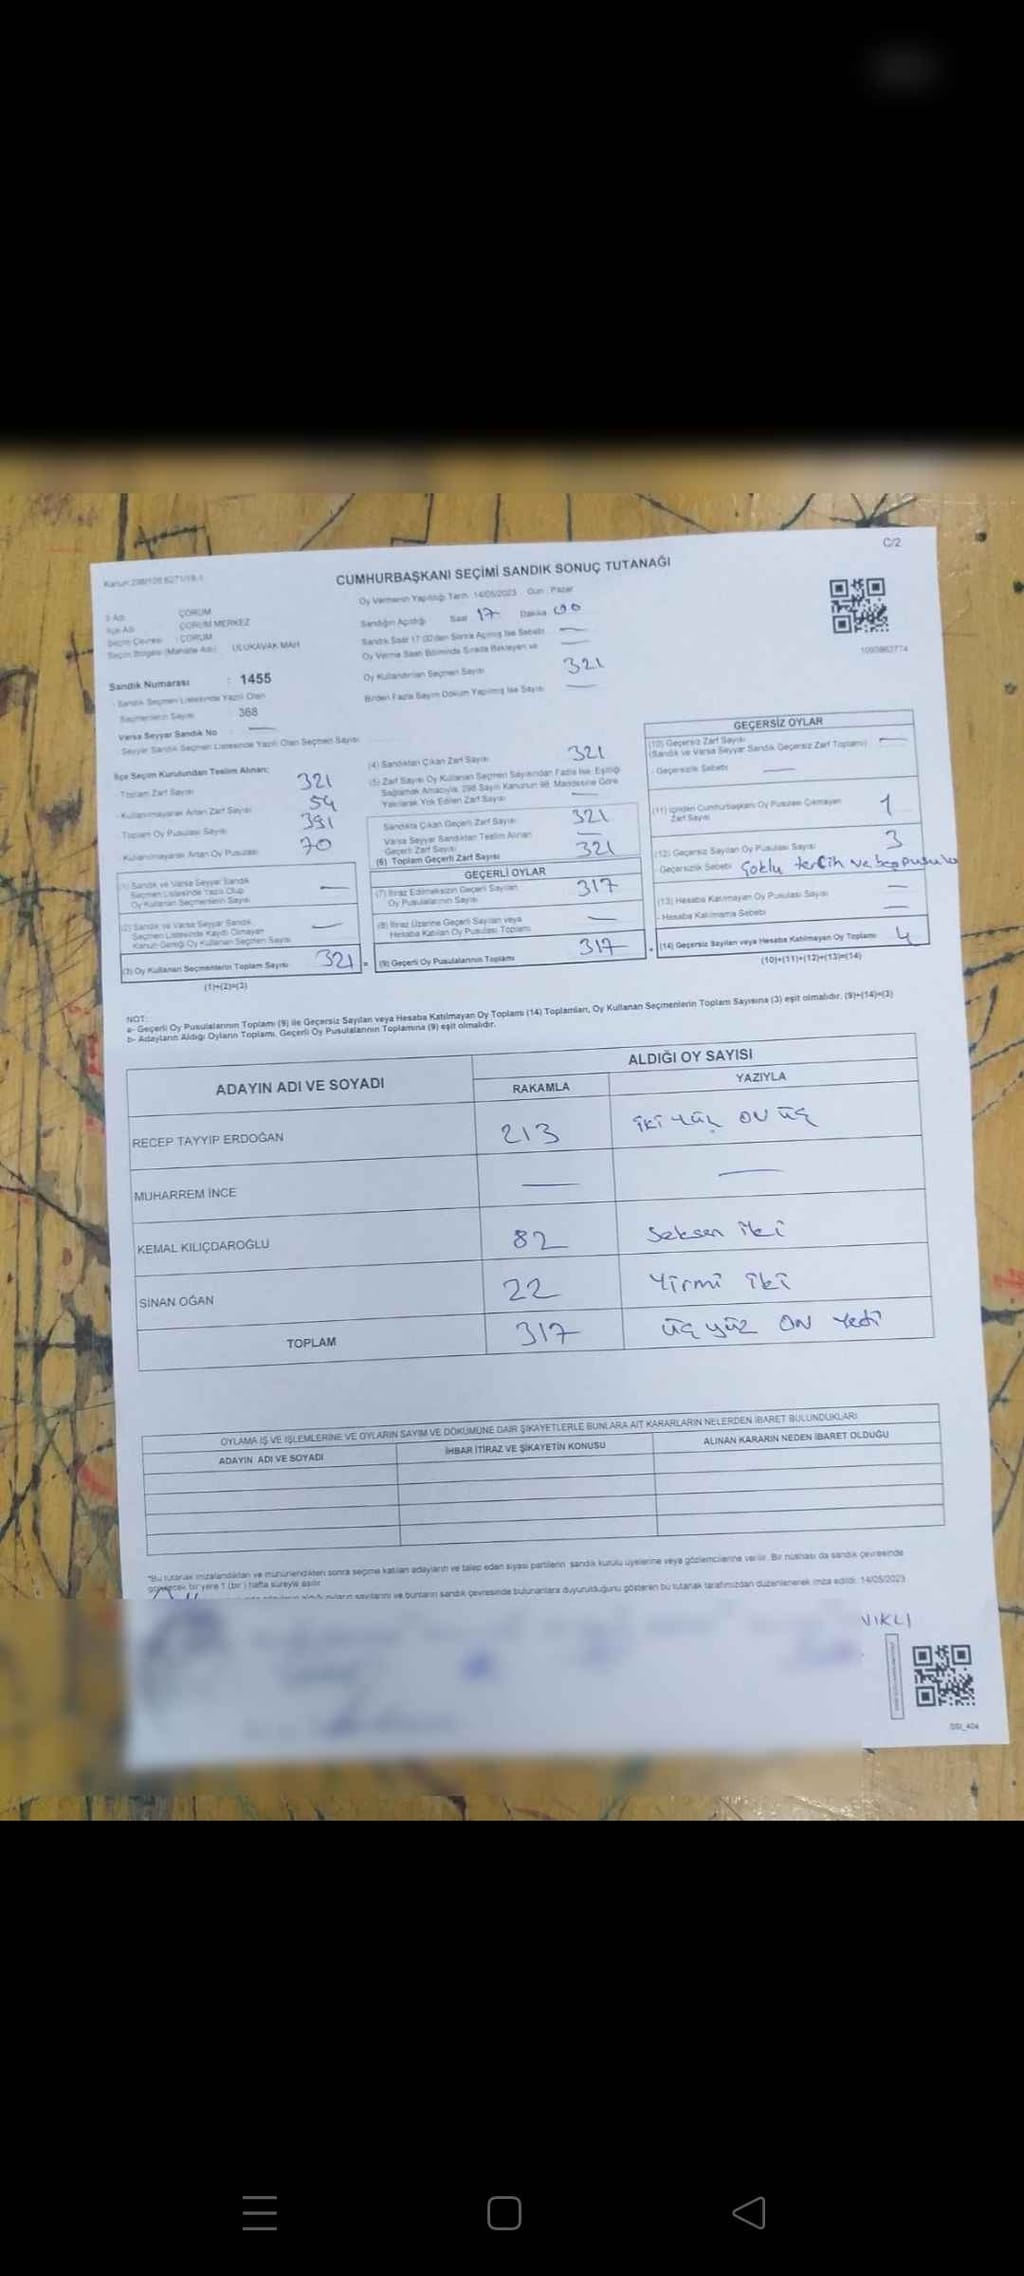 C/2
CUMHURBAŞKANI SEÇİMİ SANDIK SONUÇ TUTANAĞI
Oy Vermenin Yapıldığı Tarih 14/05/2023 Gün: Pazar
Sandığın Açıldığı Saat 17 Dakika 00
Sandık Saat 17:00'den Sonra Açılmış İse Sebebi
Oy Verme Saati Bitiminde Sırada Bekleyen ve
Oy Kullandırılan Seçmen Sayısı 321
Birden Fazla Sayım Döküm Yapılmış İse Sayısı
İl Adı ÇORUM
İlçe Adı ÇORUM MERKEZ
Seçim Çevresi : ÇORUM
Seçim Bölgesi (Mahalle Adı) ULUKAVAK MAH
Sandık Numarası : 1455
Sandık Seçmen Listesinde Yazılı Olan
Seçmenlerin Sayısı : 368
Varsa Seyyar Sandık No
Seyyar Sandık Seçmen Listesinde Yazılı Olan Seçmen Sayısı
İlçe Seçim Kurulundan Teslim Alınan;
- Toplam Zarf Sayısı 321
- Kullanılmayarak Artan Zarf Sayısı 54
- Toplam Oy Pusulası Sayısı 391
- Kullanılmayarak Artan Oy Pusulası 70
(1) Sandık ve Varsa Seyyar Sandık
Seçmen Listesinde Yazılı Olup
Oy Kullanan Seçmenlerin Sayısı
(2) Sandık ve Varsa Seyyar Sandık
Seçmen Listesinde Kaydı Olmayan
Kanun Gereği Oy Kullanan Seçmen Sayısı
(3) Oy Kullanan Seçmenlerin Toplam Sayısı 321 =
(1)+(2)=(3)
(4) Sandıktan Çıkan Zarf Sayısı 321
(5) Zarf Sayısı Oy Kullanan Seçmen Sayısından Fazla İse, Eşitliği
Sağlamak Amacıyla, 298 Sayılı Kanunun 98. Maddesine Göre
Yakılarak Yok Edilen Zarf Sayısı
Sandıkta Çıkan Geçerli Zarf Sayısı 321
Varsa Seyyar Sandıktan Teslim Alınan
Geçerli Zarf Sayısı
(6) Toplam Geçerli Zarf Sayısı 321
GEÇERLİ OYLAR
(7) İtiraz Edilmeksizin Geçerli Sayılan
Oy Pusulalarının Sayısı 317
(8) İtiraz Üzerine Geçerli Sayılan veya
Hesaba Katılan Oy Pusulası Toplamı
(9) Geçerli Oy Pusulalarının Toplamı 317 +
GEÇERSİZ OYLAR
(10) Geçersiz Zarf Sayısı
(Sandık ve Varsa Seyyar Sandık Geçersiz Zarf Toplamı)
- Geçersizlik Sebebi
(11) İçinden Cumhurbaşkanı Oy Pusulası Çıkmayan
Zarf Sayısı 1
(12) Geçersiz Sayılan Oy Pusulası Sayısı 3
- Geçersizlik Sebebi Çoklu tercih ve boş pusula
(13) Hesaba Katılmayan Oy Pusulası Sayısı
- Hesaba Katılmama Sebebi
(14) Geçersiz Sayılan veya Hesaba Katılmayan Oy Toplamı 4
(10)+(11)+(12)+(13)=(14)
NOT:
a- Geçerli Oy Pusulalarının Toplamı (9) ile Geçersiz Sayılan veya Hesaba Katılmayan Oy Toplamı (14) Toplamları, Oy Kullanan Seçmenlerin Toplam Sayısına (3) eşit olmalıdır. (9)+(14)=(3)
b- Adayların Aldığı Oyların Toplamı, Geçerli Oy Pusulalarının Toplamına (9) eşit olmalıdır.
ADAYIN ADI VE SOYADI ALDIĞI OY SAYISI
RAKAMLA YAZIYLA
RECEP TAYYİP ERDOĞAN 213 iki yüz on üç
MUHARREM İNCE
KEMAL KILIÇDAROĞLU 82 Seksen iki
SİNAN OĞAN 22 Yirmi iki
TOPLAM 317 üç yüz on Yedi
OYLAMA İŞ VE İŞLEMLERİNE VE OYLARIN SAYIM VE DÖKÜMÜNE DAİR ŞİKAYETLERLE BUNLARA AİT KARARLARIN NELERDEN İBARET BULUNDUKLARI
ADAYIN ADI VE SOYADI İHBAR İTİRAZ VE ŞİKAYETİN KONUSU ALINAN KARARIN NEDEN İBARET OLDUĞU
"Bu tutanak imzalandıktan ve mühürlendikten sonra seçime katılan adayların ve talep eden siyasi partilerin sandık kurulu üyelerine veya gözlemcilerine verilir. Bir nüshası da sandık çevresinde
görülecek bir yere 1 (bir) hafta süreyle asılır.
oyların sayılarını ve bunların sandık çevresinde bulunanlara duyurulduğunu gösteren bu tutanak tarafımızdan düzenlenerek imza edildi. 14/05/2023